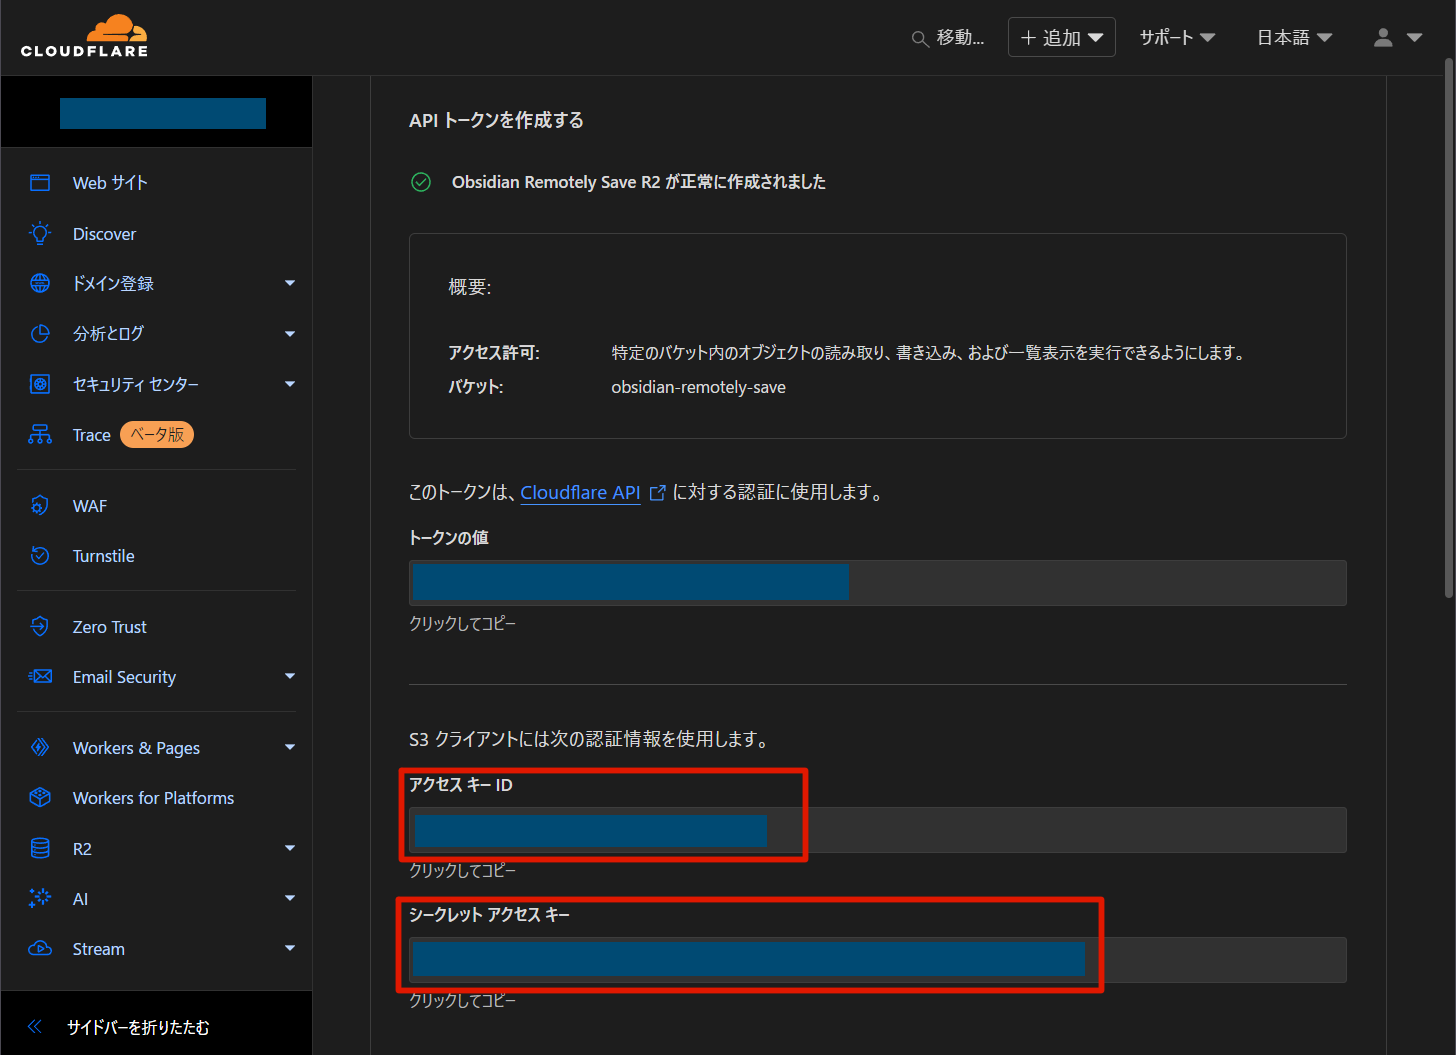 CLOUDFLARE
移動...
追加
サポート
日本語
Web サイト
Discover
ドメイン登録
分析とログ
セキュリティ センター
Trace ベータ版
WAF
Turnstile
Zero Trust
Email Security
Workers & Pages
Workers for Platforms
R2
AI
Stream
サイドバーを折りたたむ
API トークンを作成する
Obsidian Remotely Save R2 が正常に作成されました
概要:
アクセス許可: 特定のバケット内のオブジェクトの読み取り、書き込み、および一覧表示を実行できるようにします。
バケット: obsidian-remotely-save
このトークンは、Cloudflare API に対する認証に使用します。
トークンの値
クリックしてコピー
S3 クライアントには次の認証情報を使用します。
アクセス キー ID
クリックしてコピー
シークレット アクセス キー
クリックしてコピー